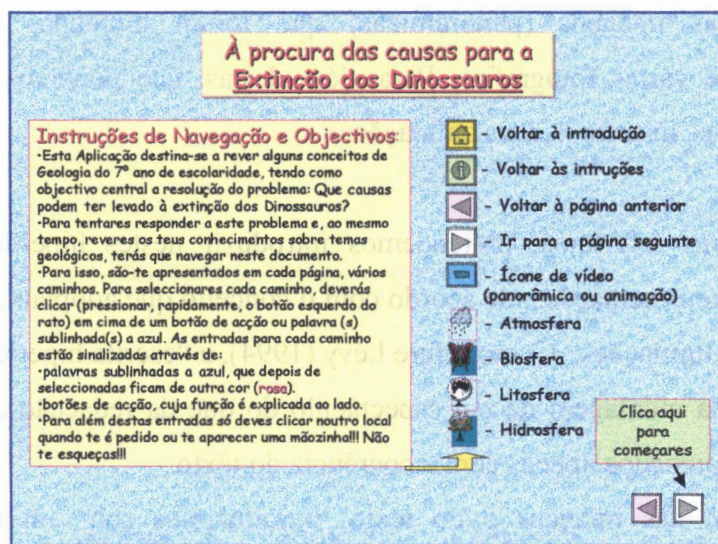 À procura das causas para a
Extinção dos Dinossauros
Instruções de Navegação e Objectivos
•Esta Aplicação destina-se a rever alguns conceitos de
Geologia do 7º ano de escolaridade, tendo como
objectivo central a resolução do problema: Que causas
podem ter levado à extinção dos Dinossauros?
•Para tentares responder a este problema e, ao mesmo
tempo, reveres os teus conhecimentos sobre temas
geológicos, terás que navegar neste documento.
•Para isso, são-te apresentados em cada página, vários
caminhos. Para seleccionares cada caminho, deverás
clicar (pressionar, rapidamente, o botão esquerdo do
rato) em cima de um botão de acção ou palavra (s)
sublinhada(s) a azul. As entradas para cada caminho
estão sinalizadas através de:
•palavras sublinhadas a azul, que depois de
seleccionadas ficam de outra cor (rosa).
•botões de acção, cuja função é explicada ao lado.
•Para além destas entradas só deves clicar noutro local
quando te é pedido ou te aparecer uma mãozinha!!! Não
te esqueças!!!
- Voltar à introdução
- Voltar às intruções
- Voltar à página anterior
- Ir para a página seguinte
- Ícone de vídeo
(panorâmica ou animação)
- Atmosfera
- Biosfera
- Litosfera
- Hidrosfera
Clica aqui
para
começares